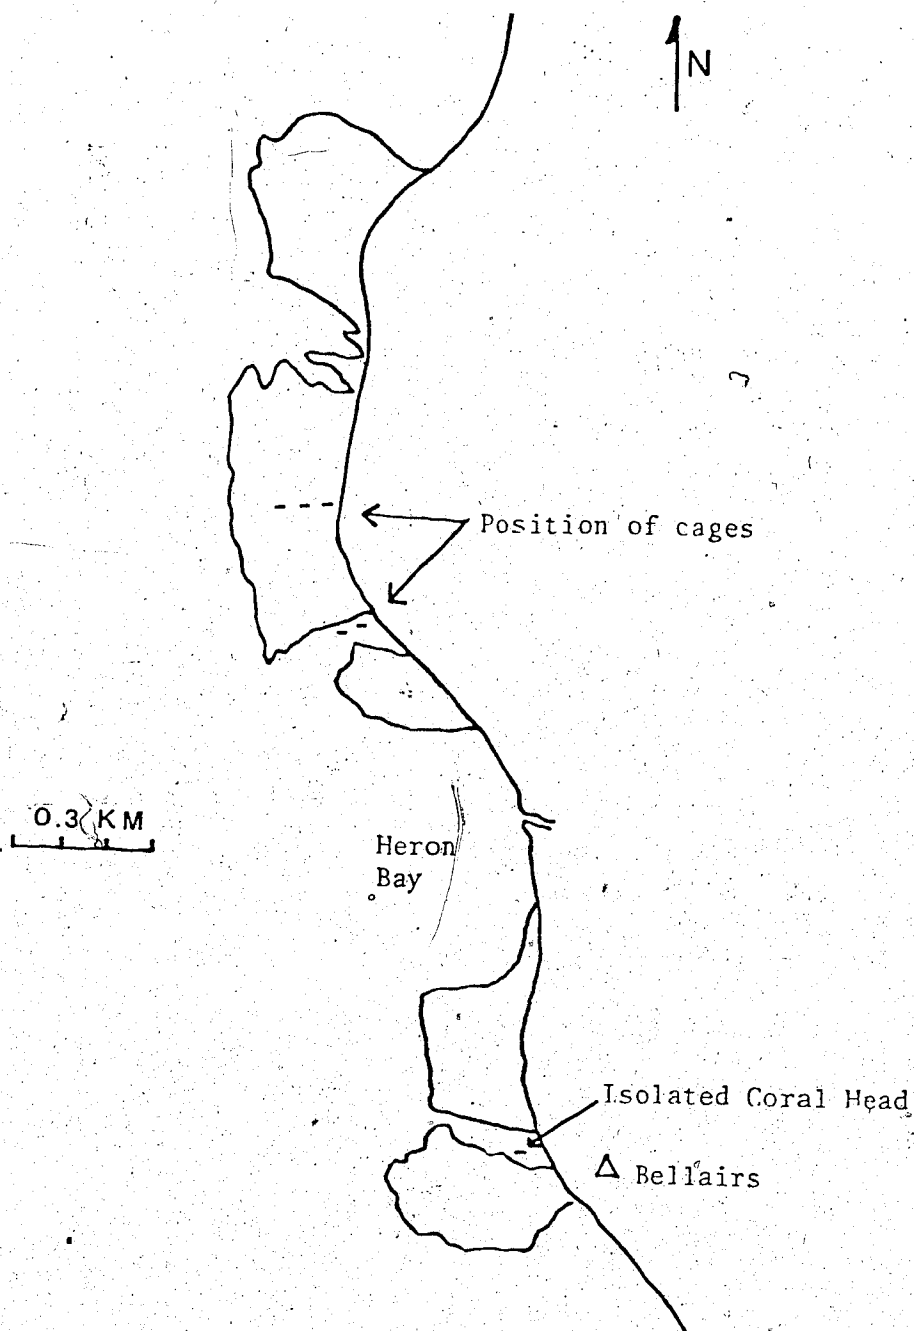 N
Position of cages
0.3 KM
Heron
Bay
Isolated Coral Head
Bellairs